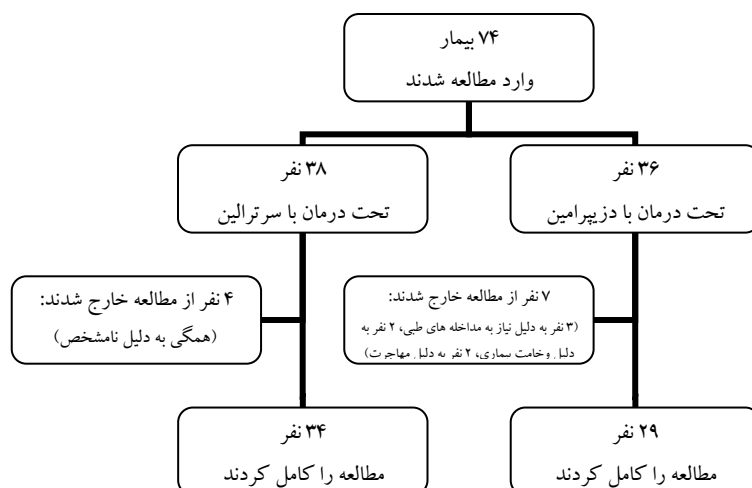 ۷۴ بیمار
وارد مطالعه شدند
۳۶ نفر
تحت درمان با دزیپرامین
۳۸ نفر
تحت درمان با سرترالین
۷ نفر از مطالعه خارج شدند:
(۳ نفر به دلیل نیاز به مداخله های طبی، ۲ نفر به
دلیل وخامت بیماری، ۲ نفر به دلیل مهاجرت)
۴ نفر از مطالعه خارج شدند:
(همگی به دلیل نامشخص)
۲۹ نفر
مطالعه را کامل کردند
۳۴ نفر
مطالعه را کامل کردند